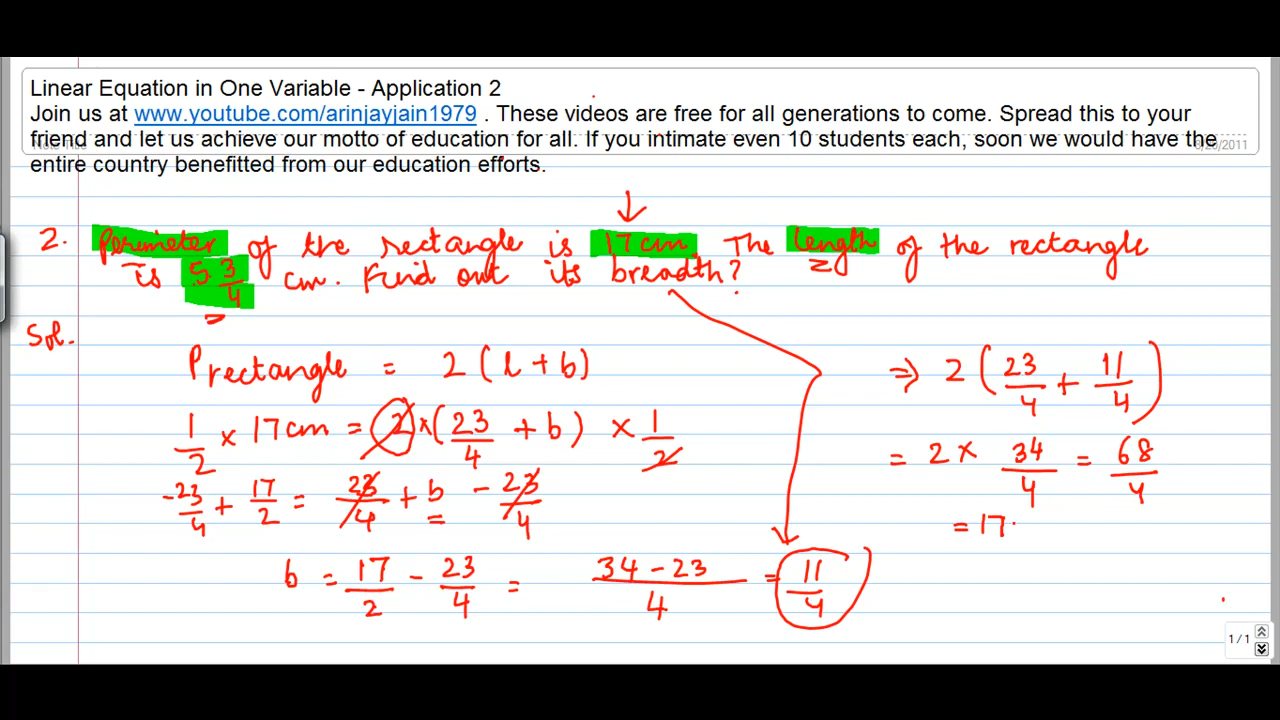 Linear Equation in One Variable - Application 2
Join us at www.youtube.com/arinjayjain1979 . These videos are free for all generations to come. Spread this to your
friend and let us achieve our motto of education for all. If you intimate even 10 students each, soon we would have the
entire country benefitted from our education efforts.
2. Perimeter of the rectangle is 17cm. The length of the rectangle
is 5 3/4 cm. Find out its breadth?
Sol.
P rectangle = 2 (l + b)
1/2 × 17cm = 2 × (23/4 + b) × 1/2
-23/4 + 17/2 = 23/4 + b - 23/4
b = 17/2 - 23/4 = (34 - 23)/4 = 11/4
⇒ 2 (23/4 + 11/4)
= 2 × 34/4 = 68/4
= 17.
1 / 1